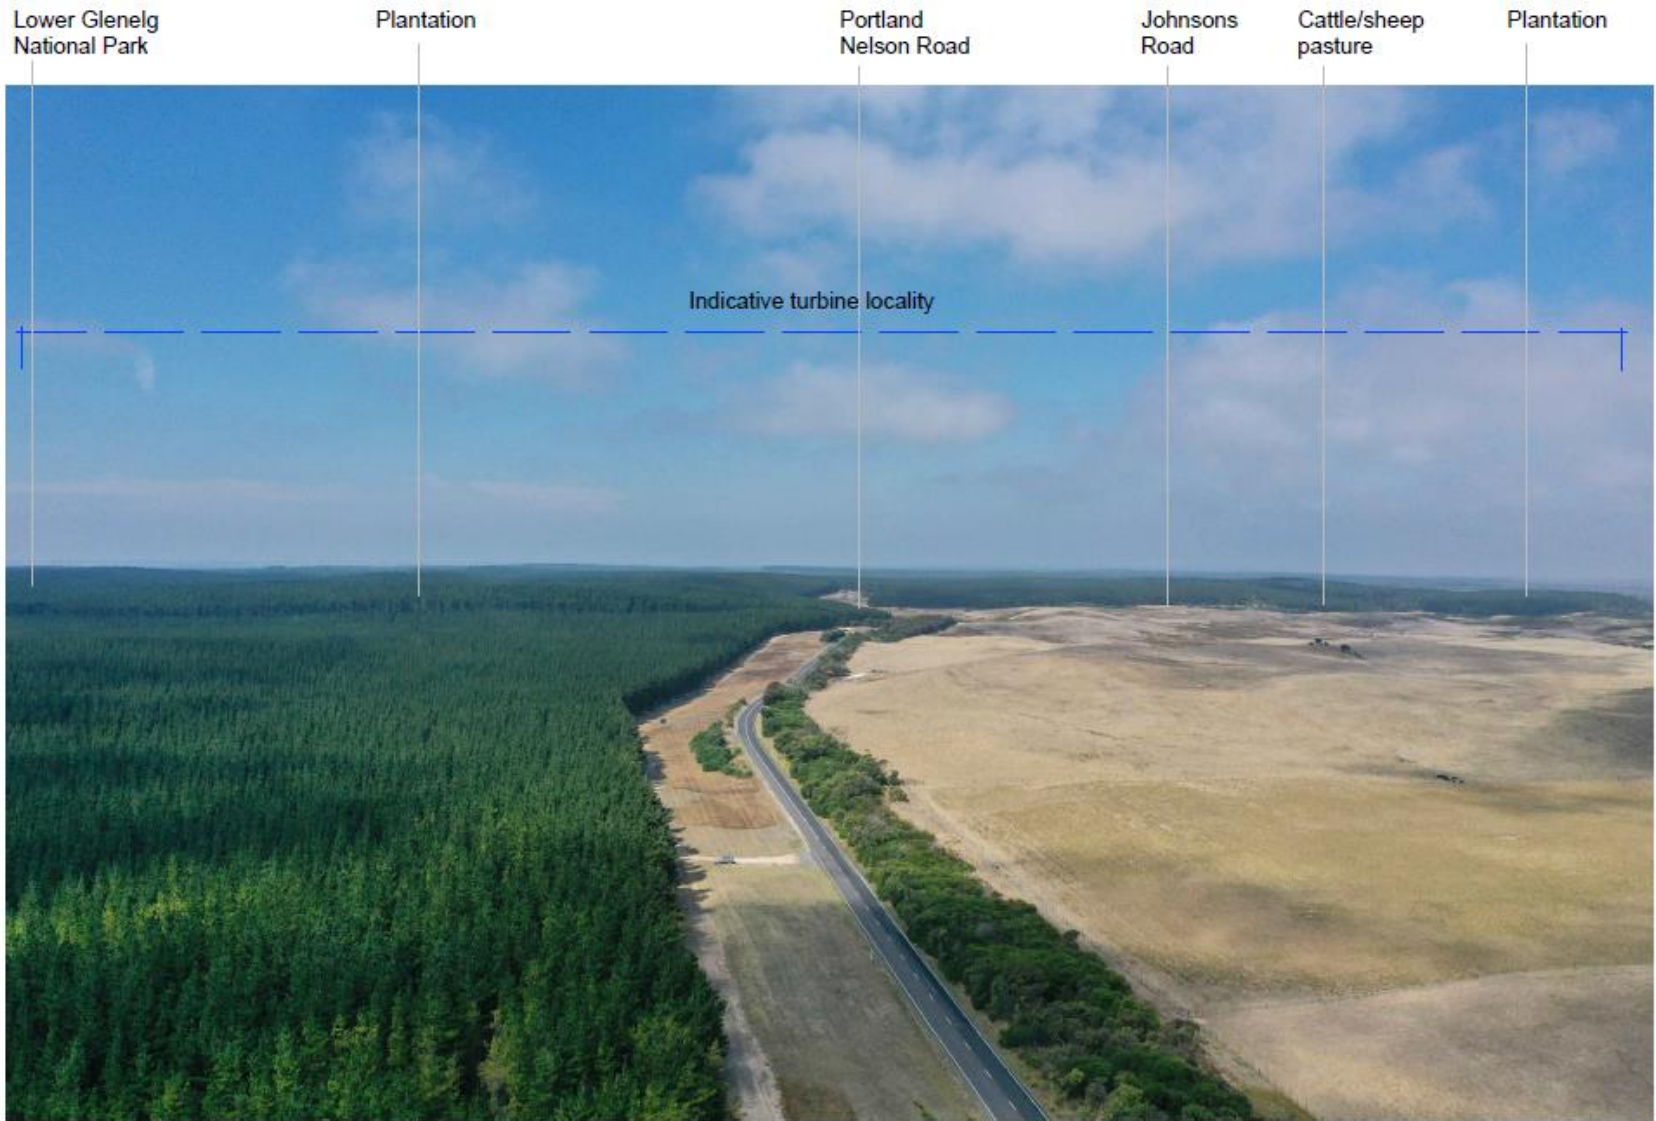 Lower Glenelg
National Park
Plantation
Portland
Nelson Road
Johnsons
Road
Cattle/sheep
pasture
Plantation
Indicative turbine locality